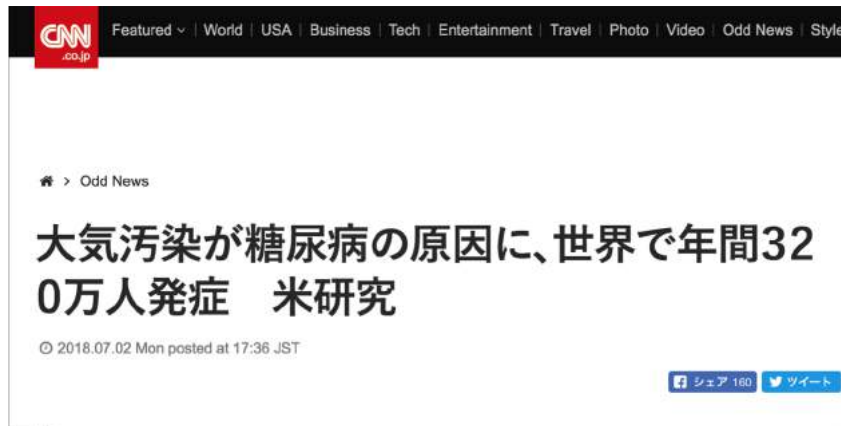 CNN
.co.jp
Featured | World | USA | Business | Tech | Entertainment | Travel | Photo | Video | Odd News | Style
> Odd News
大気汚染が糖尿病の原因に、世界で年間32
0万人発症　米研究
2018.07.02 Mon posted at 17:36 JST
シェア 160 ツイート